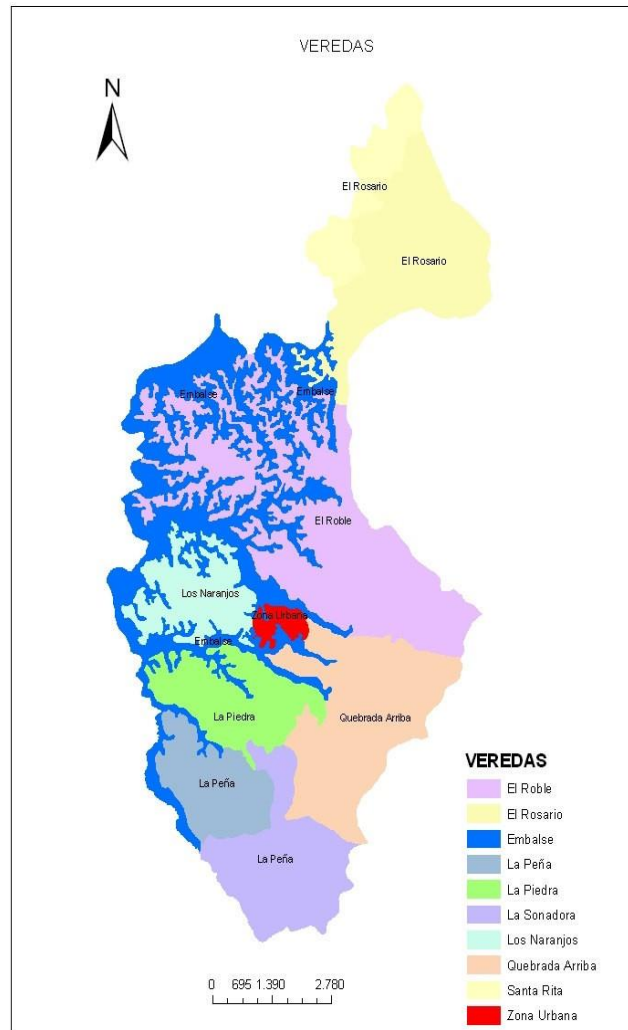 VEREDAS
N
El Rosario
El Rosario
Embalse
Embalse
El Roble
Los Naranjos
Zona Urbana
Embalse
La Piedra
Quebrada Arriba
La Peña
La Peña
0 695 1.390 2.780
VEREDAS
El Roble
El Rosario
Embalse
La Peña
La Piedra
La Sonadora
Los Naranjos
Quebrada Arriba
Santa Rita
Zona Urbana